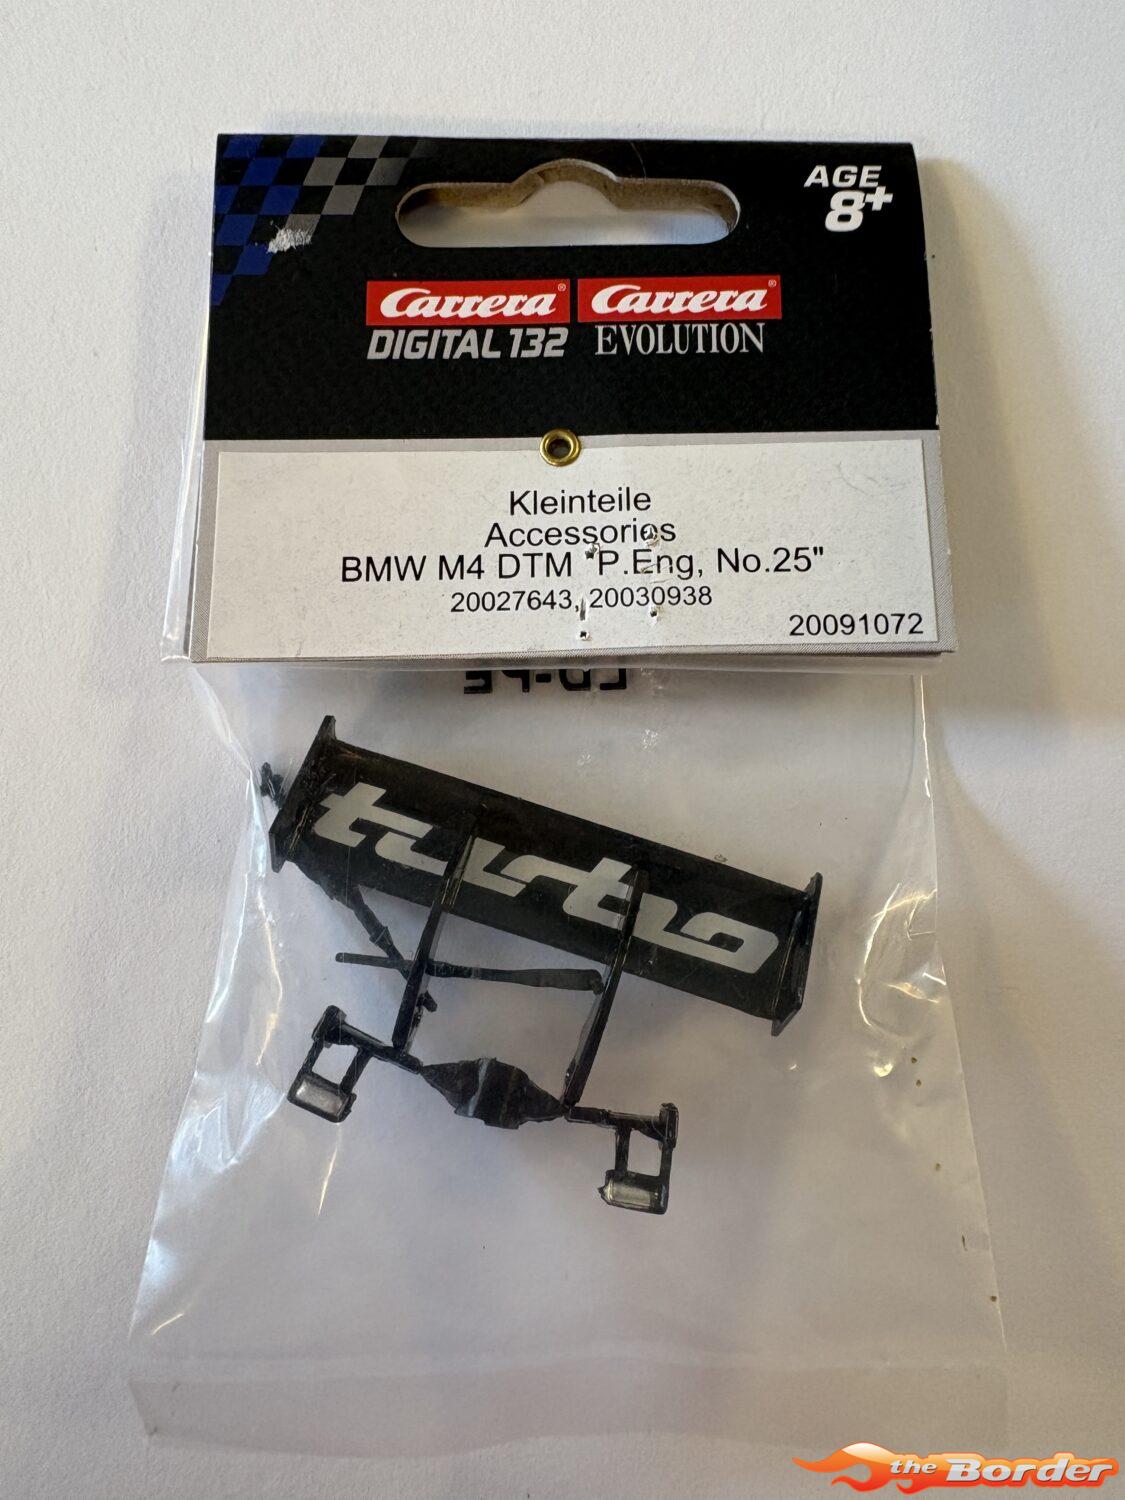 AGE
8+
Carrera® Carrera®
DIGITAL 132 EVOLUTION
Kleinteile
Accessories
BMW M4 DTM "P.Eng, No.25"
20027643, 20030938
20091072
turbo
the Border